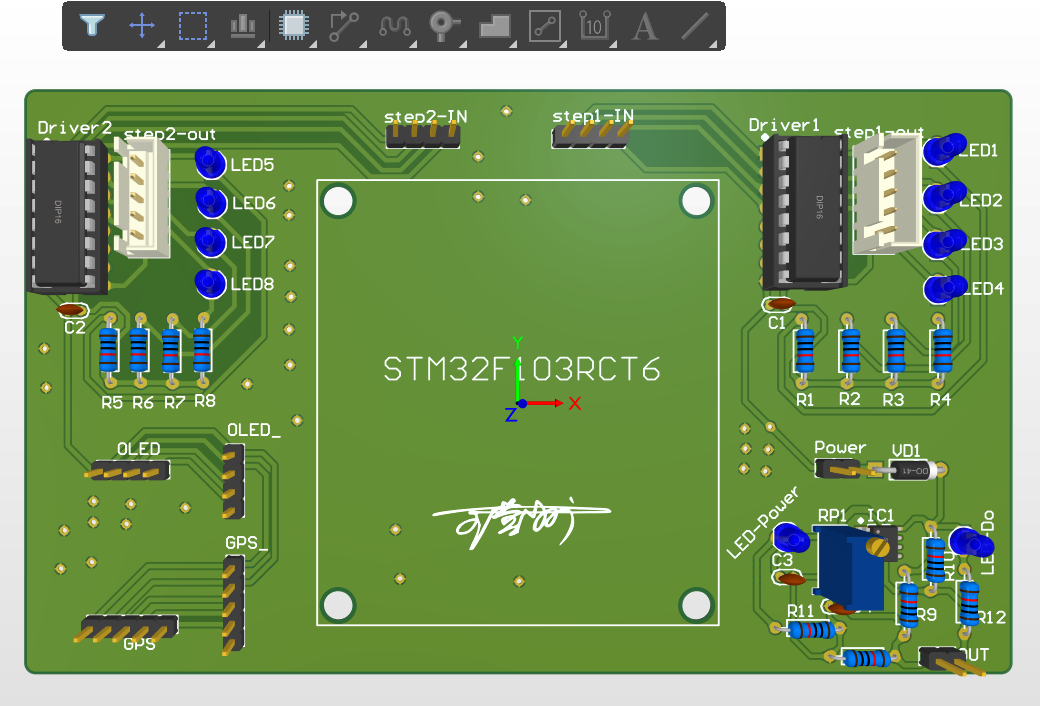 10
A
step2-IN
step1-IN
Driver2
step2-out
Driver1
step1-out
LED5
LED6
LED7
LED8
LED1
LED2
LED3
LED4
DIP16
DIP16
C2
C1
R5
R6
R7
R8
R1
R2
R3
R4
STM32F103RCT6
Y
X
Z
OLED
OLED_
GPS_
GPS
Power
VD1
DO-41
LED-Power
RP1
IC1
C3
R10
R9
R11
R12